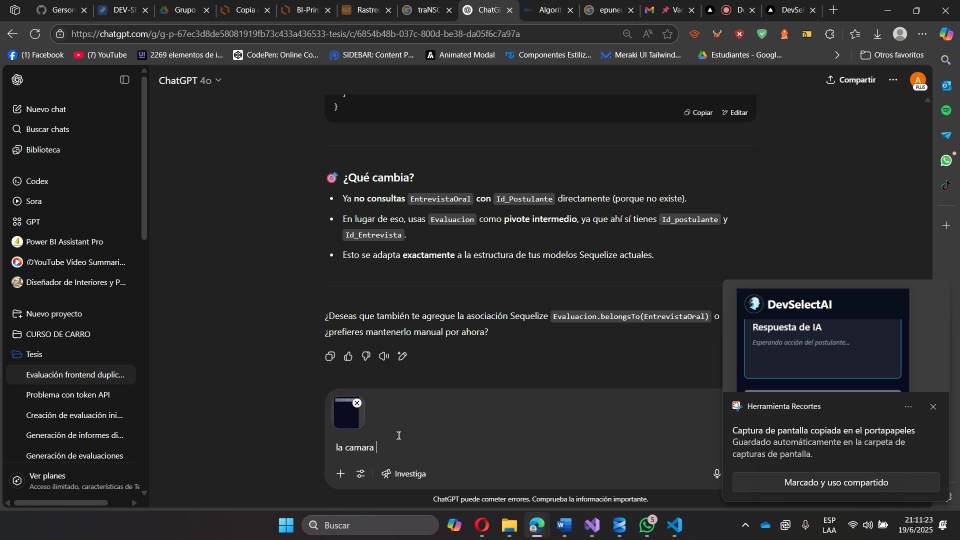 Gerson
DEV-SE
Grupo
Copia
BI-Prin
Rastre
traNSC
ChatG
Algorit
epune
Va
D
DevSel
https://chatgpt.com/g/g-p-67ec3d8de58081919fb73c433a436533-tesis/c/6854b48b-037c-800d-be38-da05f6c7a97a
(1) Facebook
(7) YouTube
2269 elementos de i...
CodePen: Online Co...
SIDEBAR: Content P...
Animated Modal
Componentes Estiliz...
Meraki UI Tailwind...
Estudiantes - Googl...
Otros favoritos
ChatGPT 4o
Compartir
PLUS
Nuevo chat
Buscar chats
Biblioteca
Codex
Sora
GPT
Power BI Assistant Pro
YouTube Video Summari...
Diseñador de Interiores y P...
Nuevo proyecto
CURSO DE CARRO
Tesis
Evaluación frontend duplic...
Problema con token API
Creación de evaluación ini...
Generación de informes di...
Generación de evaluaciones
Ver planes
Acceso ilimitado, características de Te
}
Copiar
Editar
¿Qué cambia?
Ya no consultas EntrevistaOral con Id_Postulante directamente (porque no existe).
En lugar de eso, usas Evaluacion como pivote intermedio, ya que ahí sí tienes Id_postulante y
Id_Entrevista.
Esto se adapta exactamente a la estructura de tus modelos Sequelize actuales.
¿Deseas que también te agregue la asociación Sequelize Evaluacion.belongsTo(EntrevistaOral) o
¿prefieres mantenerlo manual por ahora?
la camara
Investiga
ChatGPT puede cometer errores. Comprueba la información importante.
DevSelectAI
Respuesta de IA
Esperando acción del postulante...
Herramienta Recortes
Captura de pantalla copiada en el portapapeles
Guardado automáticamente en la carpeta de
capturas de pantalla.
Marcado y uso compartido
Buscar
5
ESP
LAA
21:11:23
19/6/2025